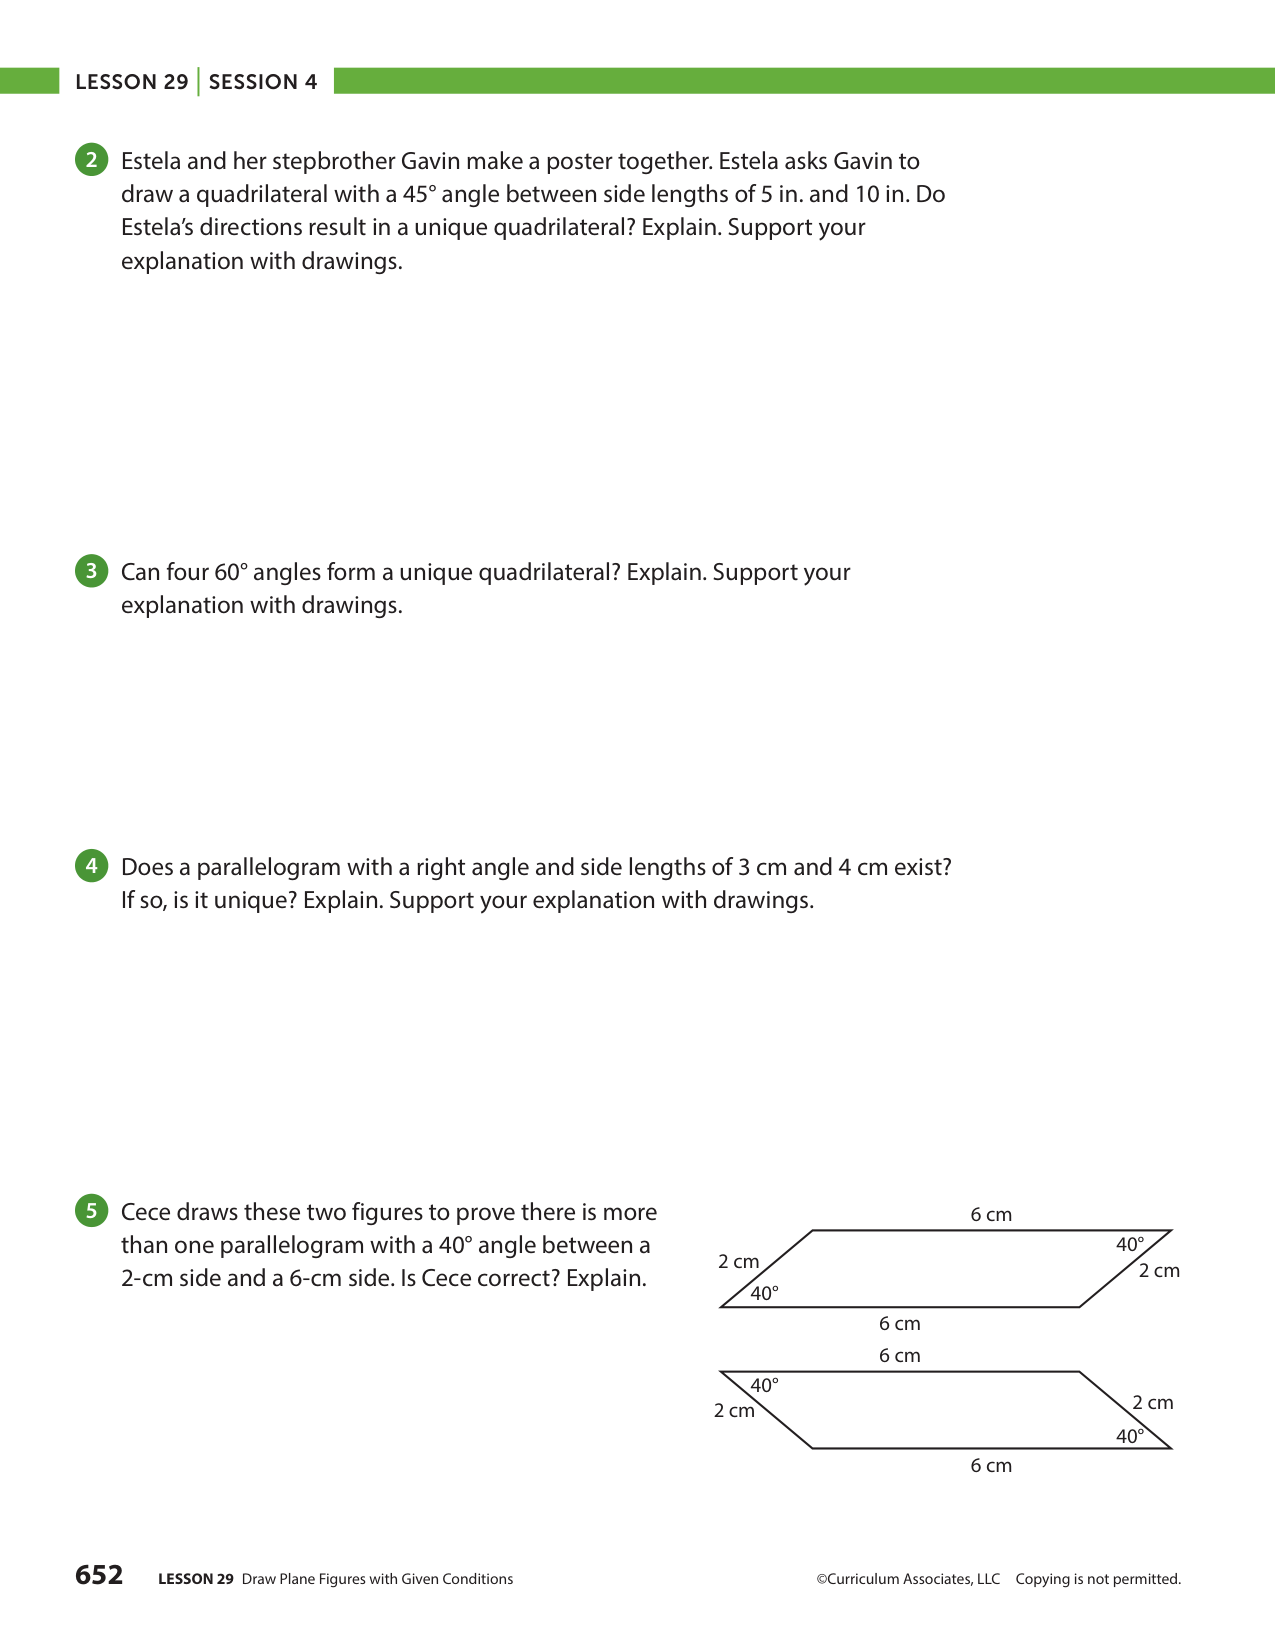 LESSON 29 | SESSION 4
2 Estela and her stepbrother Gavin make a poster together. Estela asks Gavin to
draw a quadrilateral with a 45° angle between side lengths of 5 in. and 10 in. Do
Estela’s directions result in a unique quadrilateral? Explain. Support your
explanation with drawings.
3 Can four 60° angles form a unique quadrilateral? Explain. Support your
explanation with drawings.
4 Does a parallelogram with a right angle and side lengths of 3 cm and 4 cm exist?
If so, is it unique? Explain. Support your explanation with drawings.
5 Cece draws these two figures to prove there is more
than one parallelogram with a 40° angle between a
2-cm side and a 6-cm side. Is Cece correct? Explain.
6 cm
40°
2 cm
2 cm
40°
6 cm
6 cm
40°
2 cm
2 cm
40°
6 cm
652 LESSON 29 Draw Plane Figures with Given Conditions
©Curriculum Associates, LLC Copying is not permitted.